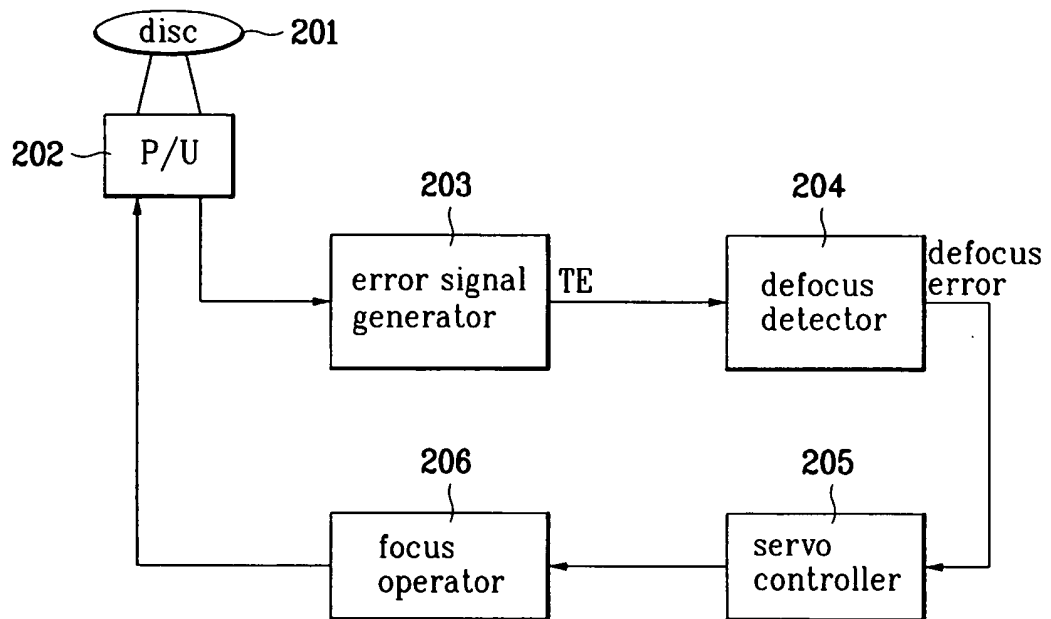 disc
201
202
P/U
203
error signal
generator
TE
204
defocus
detector
defocus
error
206
focus
operator
205
servo
controller